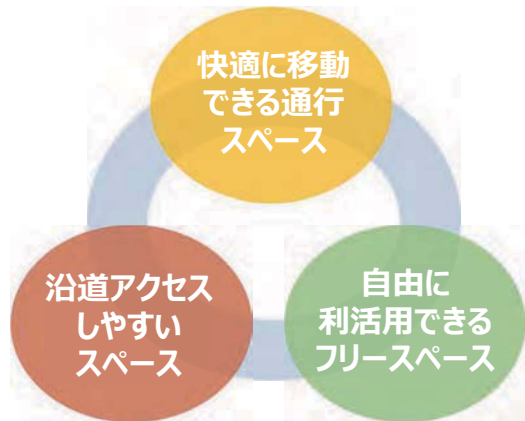 快適に移動
できる通行
スペース
沿道アクセス
しやすい
スペース
自由に
利活用できる
フリースペース